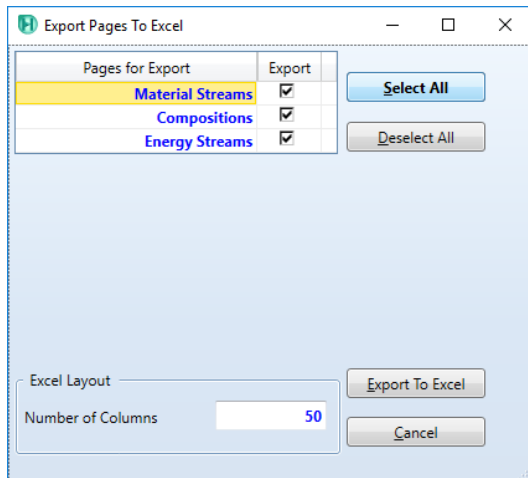 Export Pages To Excel
Pages for Export Export
Material Streams
Compositions
Energy Streams
Select All
Deselect All
Excel Layout
Number of Columns 50
Export To Excel
Cancel